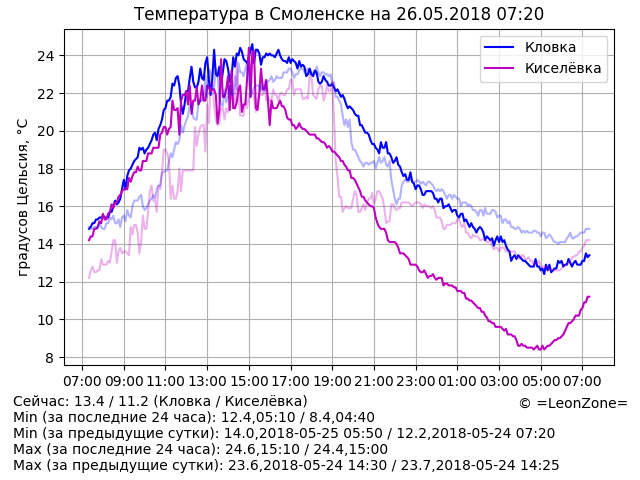 Температура в Смоленске на 26.05.2018 07:20
Кловка
Киселёвка
градусов Цельсия, °C
24
22
20
18
16
14
12
10
8
07:00 09:00 11:00 13:00 15:00 17:00 19:00 21:00 23:00 01:00 03:00 05:00 07:00
Сейчас: 13.4 / 11.2 (Кловка / Киселёвка)
© =LeonZone=
Min (за последние 24 часа): 12.4,05:10 / 8.4,04:40
Min (за предыдущие сутки): 14.0,2018-05-25 05:50 / 12.2,2018-05-24 07:20
Max (за последние 24 часа): 24.6,15:10 / 24.4,15:00
Max (за предыдущие сутки): 23.6,2018-05-24 14:30 / 23.7,2018-05-24 14:25